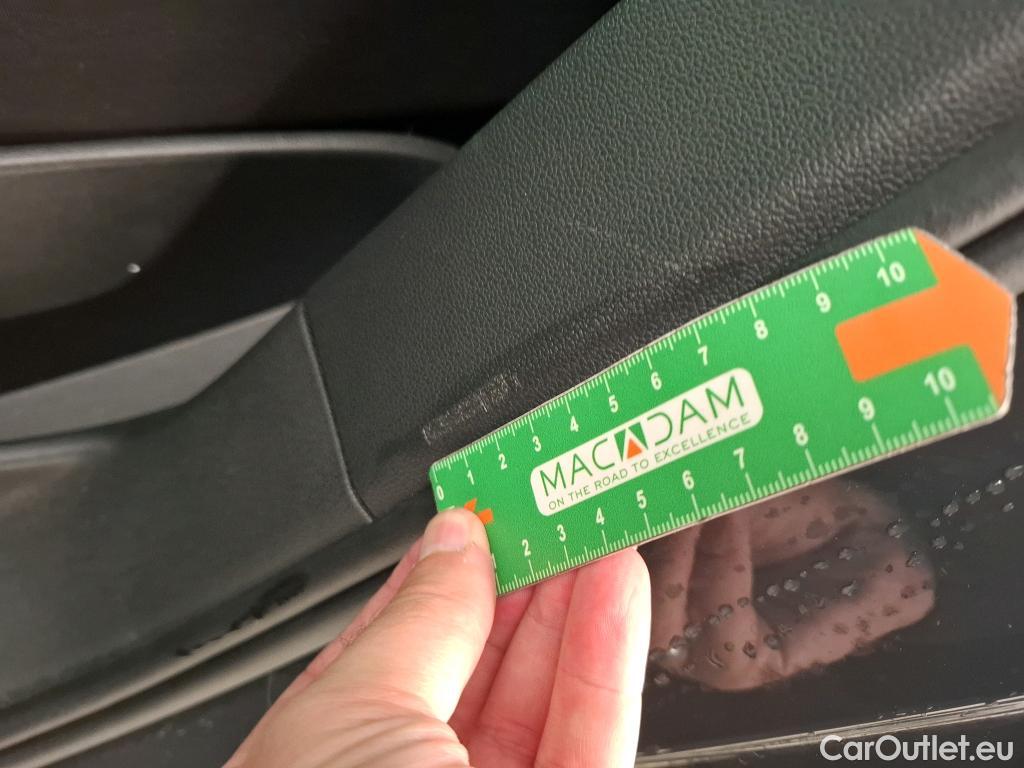 0 1 2 3 4 5 6 7 8 9 10
MACADAM
ON THE ROAD TO EXCELLENCE
2 3 4 5 6 7 8 9 10
CarOutlet.eu